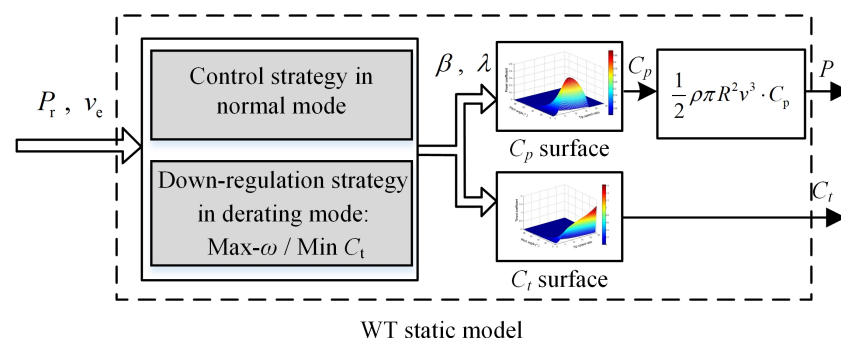 P_r , v_e
Control strategy in
normal mode
Down-regulation strategy
in derating mode:
Max-ω / Min C_t
β , λ
C_p surface
C_t surface
C_p
1/2 ρπR²v³·C_p
P
C_t
WT static model